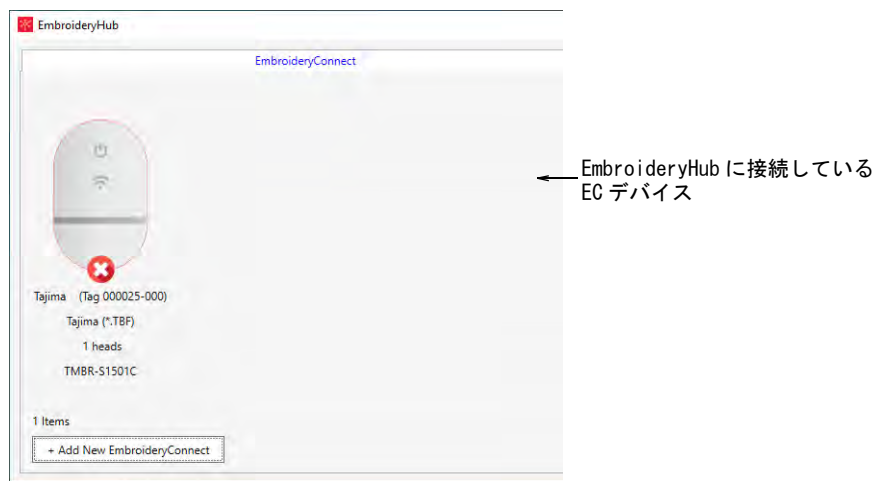 EmbroideryHub
EmbroideryConnect
EmbroideryHub に接続している
EC デバイス
Tajima (Tag 000025-000)
Tajima (*.TBF)
1 heads
TMBR-S1501C
1 Items
+ Add New EmbroideryConnect